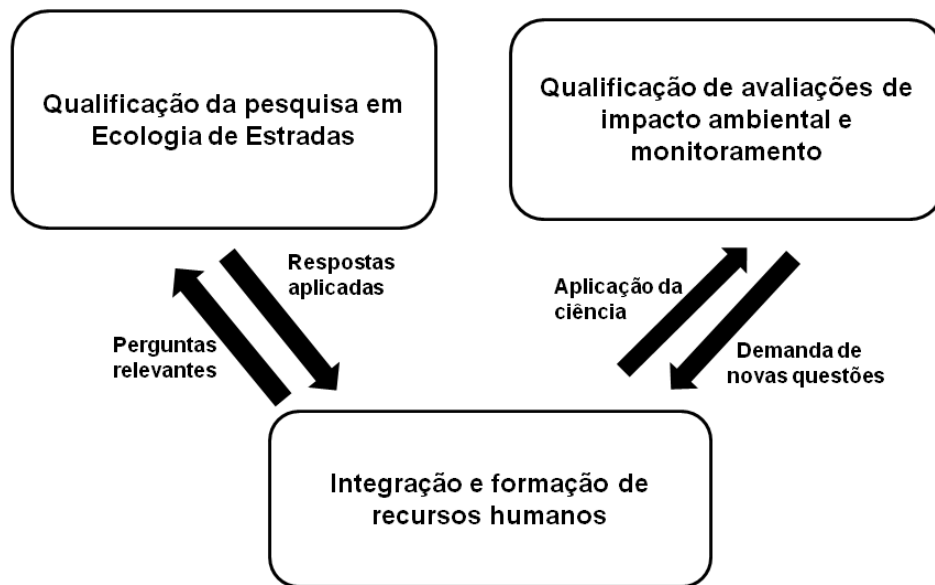 Qualificação da pesquisa em
Ecologia de Estradas
Qualificação de avaliações de
impacto ambiental e
monitoramento
Respostas
aplicadas
Perguntas
relevantes
Aplicação da
ciência
Demanda de
novas questões
Integração e formação de
recursos humanos